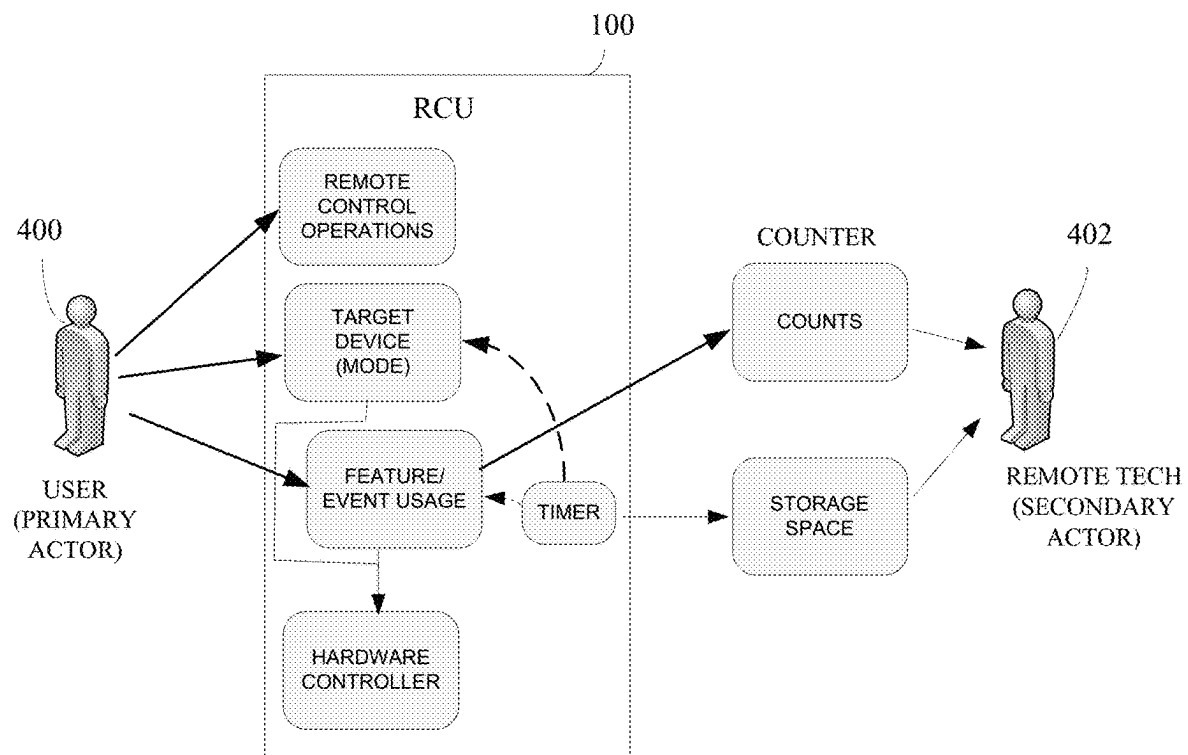 100
RCU
REMOTE
CONTROL
OPERATIONS
400
COUNTER
402
TARGET
DEVICE
(MODE)
COUNTS
FEATURE/
EVENT USAGE
TIMER
STORAGE
SPACE
USER
(PRIMARY
ACTOR)
REMOTE TECH
(SECONDARY
ACTOR)
HARDWARE
CONTROLLER